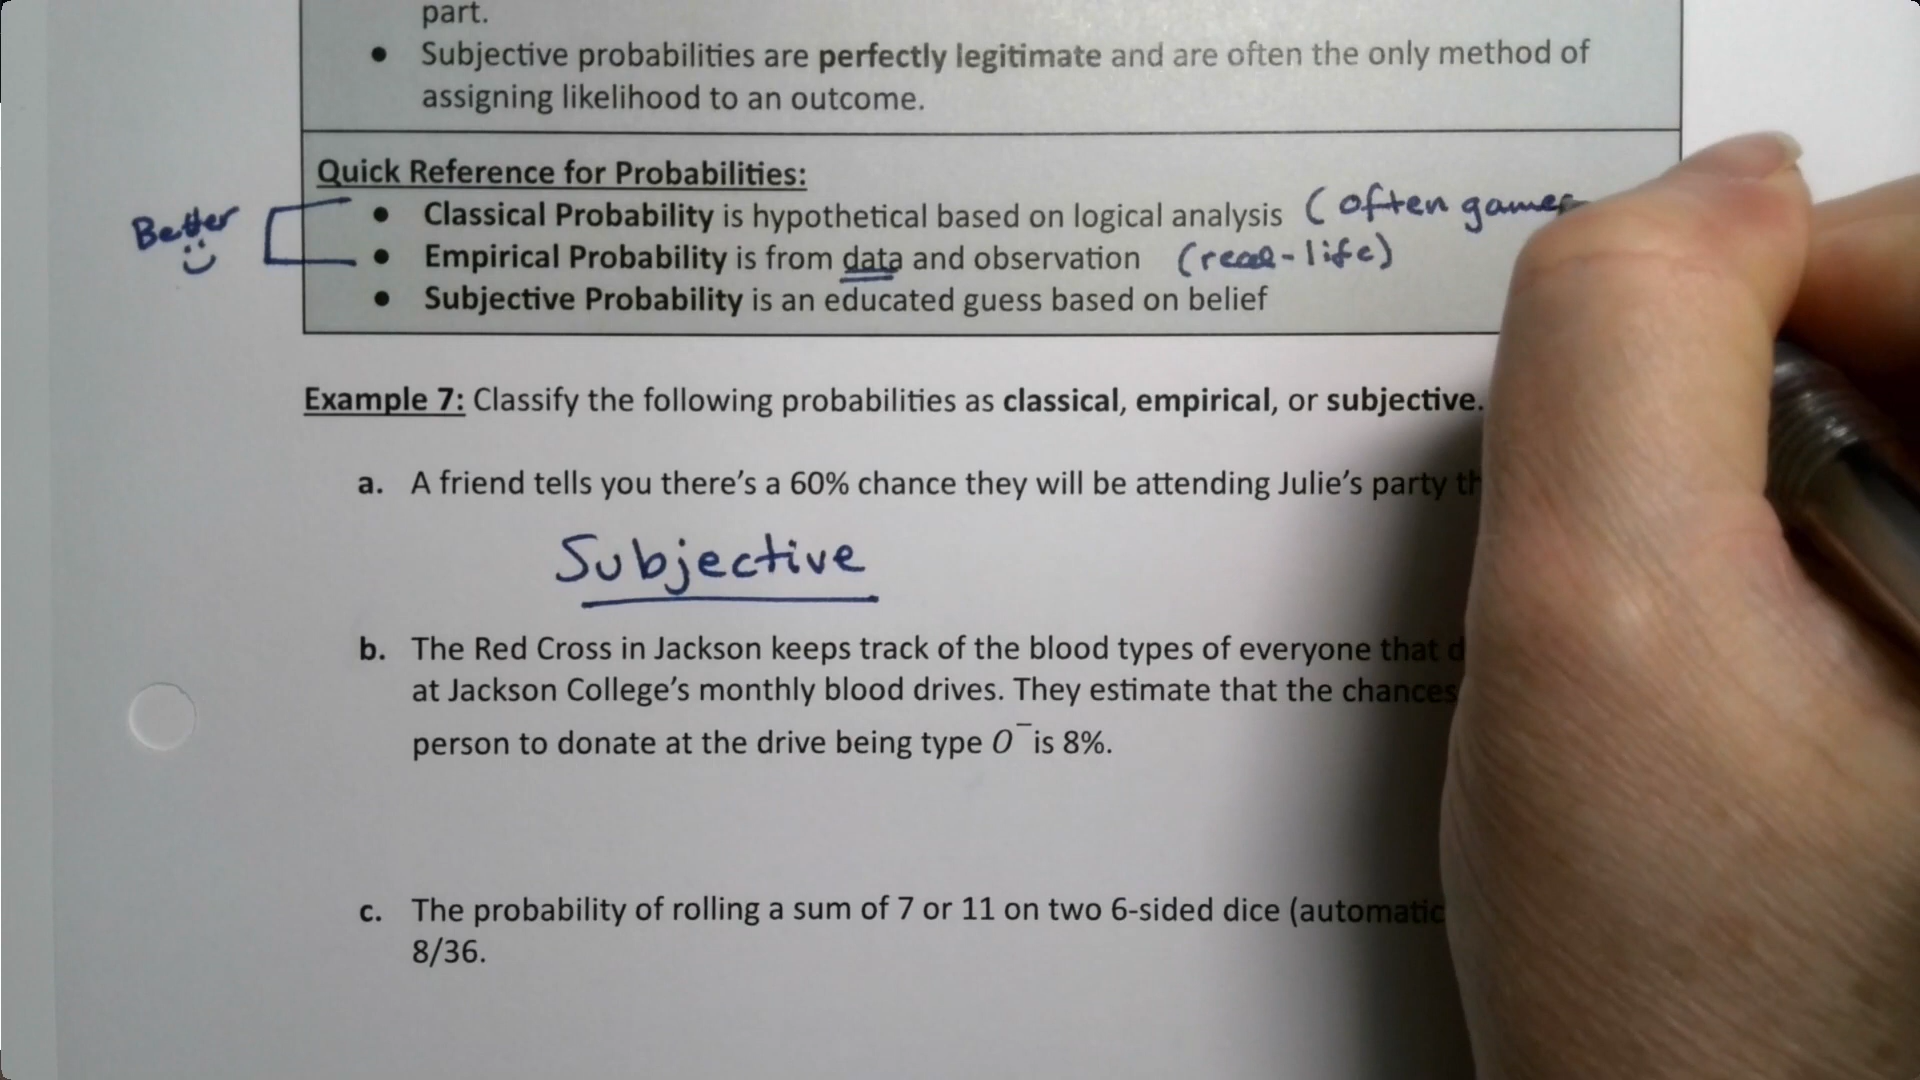 part.
• Subjective probabilities are perfectly legitimate and are often the only method of
assigning likelihood to an outcome.
Quick Reference for Probabilities:
• Classical Probability is hypothetical based on logical analysis (often games
Better • Empirical Probability is from data and observation (real-life)
• Subjective Probability is an educated guess based on belief
Example 7: Classify the following probabilities as classical, empirical, or subjective.
a. A friend tells you there's a 60% chance they will be attending Julie's party
Subjective
b. The Red Cross in Jackson keeps track of the blood types of everyone that
at Jackson College's monthly blood drives. They estimate that the chances
person to donate at the drive being type O⁻ is 8%.
c. The probability of rolling a sum of 7 or 11 on two 6-sided dice (automatic
8/36.